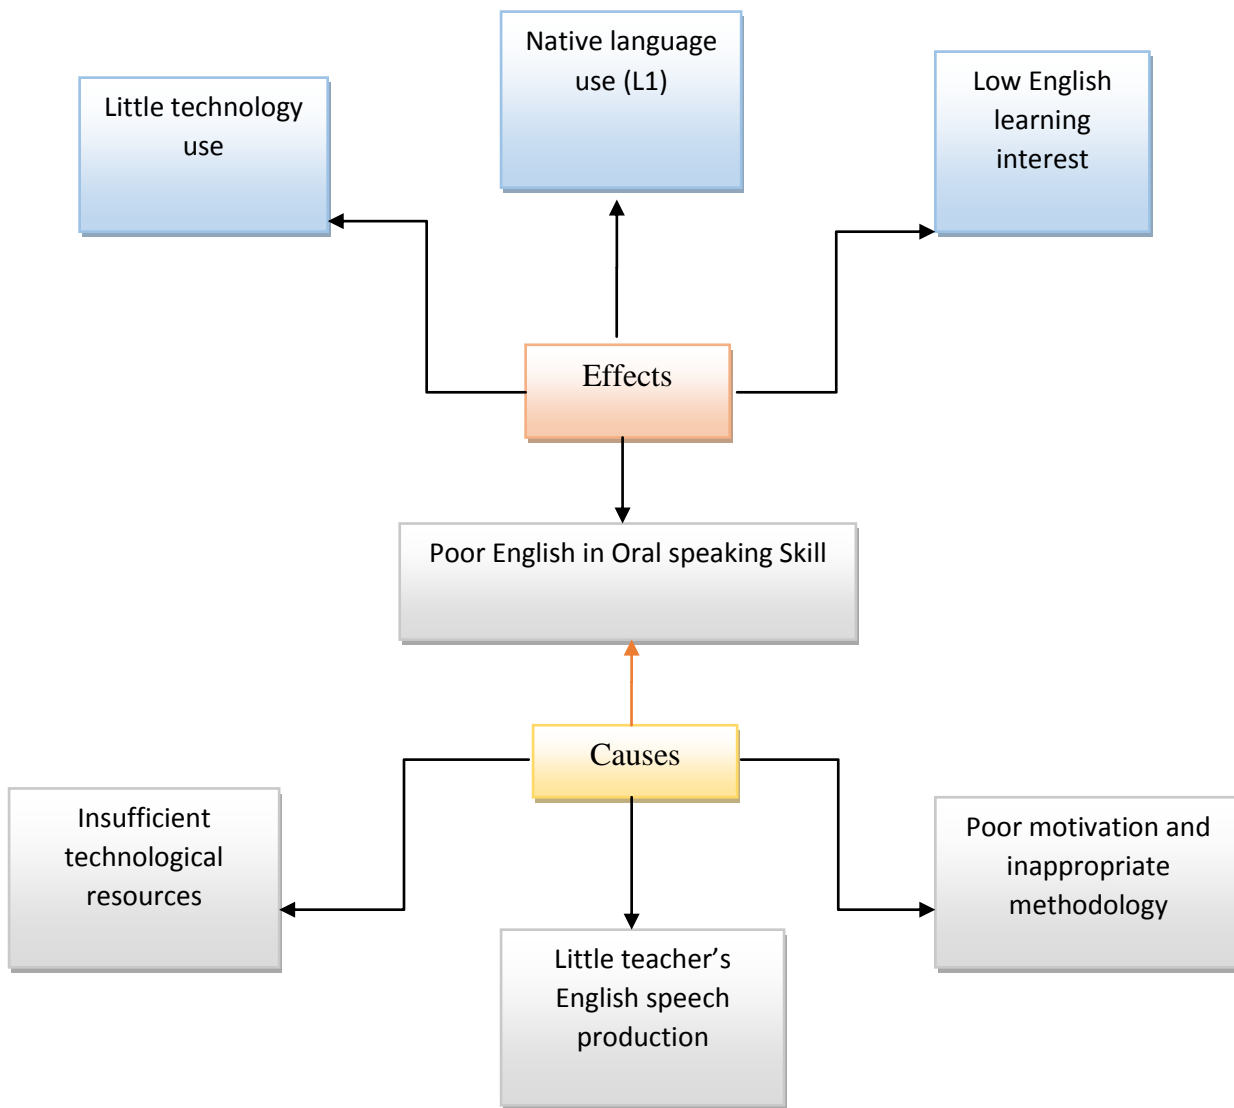 Native language
use (L1)
Little technology
use
Low English
learning
interest
Effects
Poor English in Oral speaking Skill
Causes
Insufficient
technological
resources
Poor motivation and
inappropriate
methodology
Little teacher’s
English speech
production